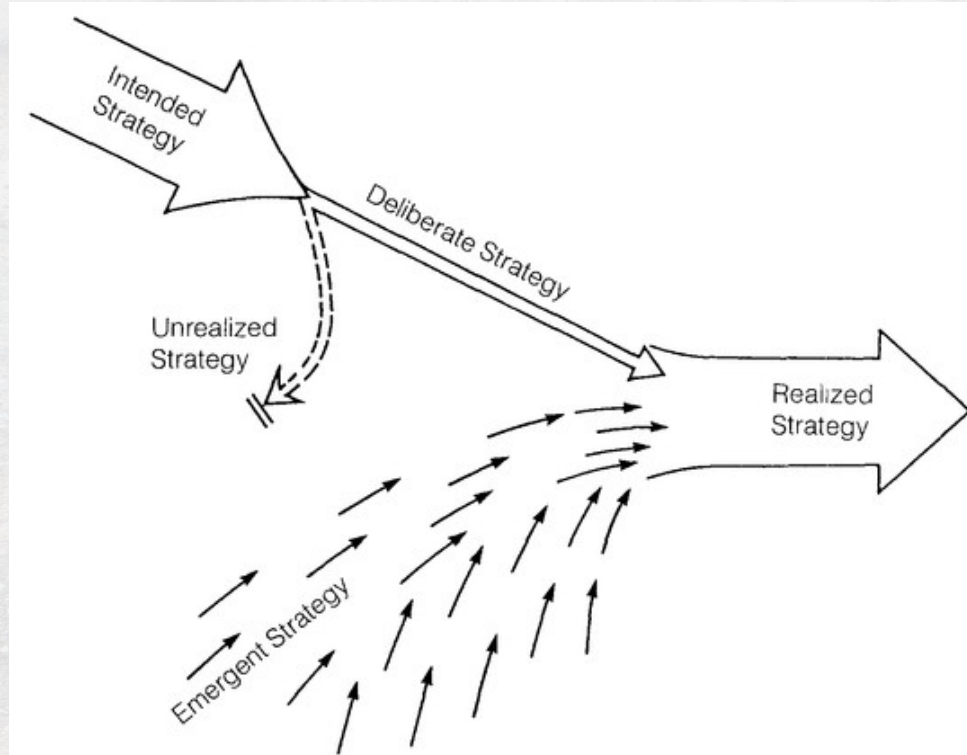 Intended
Strategy
Deliberate Strategy
Unrealized
Strategy
Realized
Strategy
Emergent Strategy